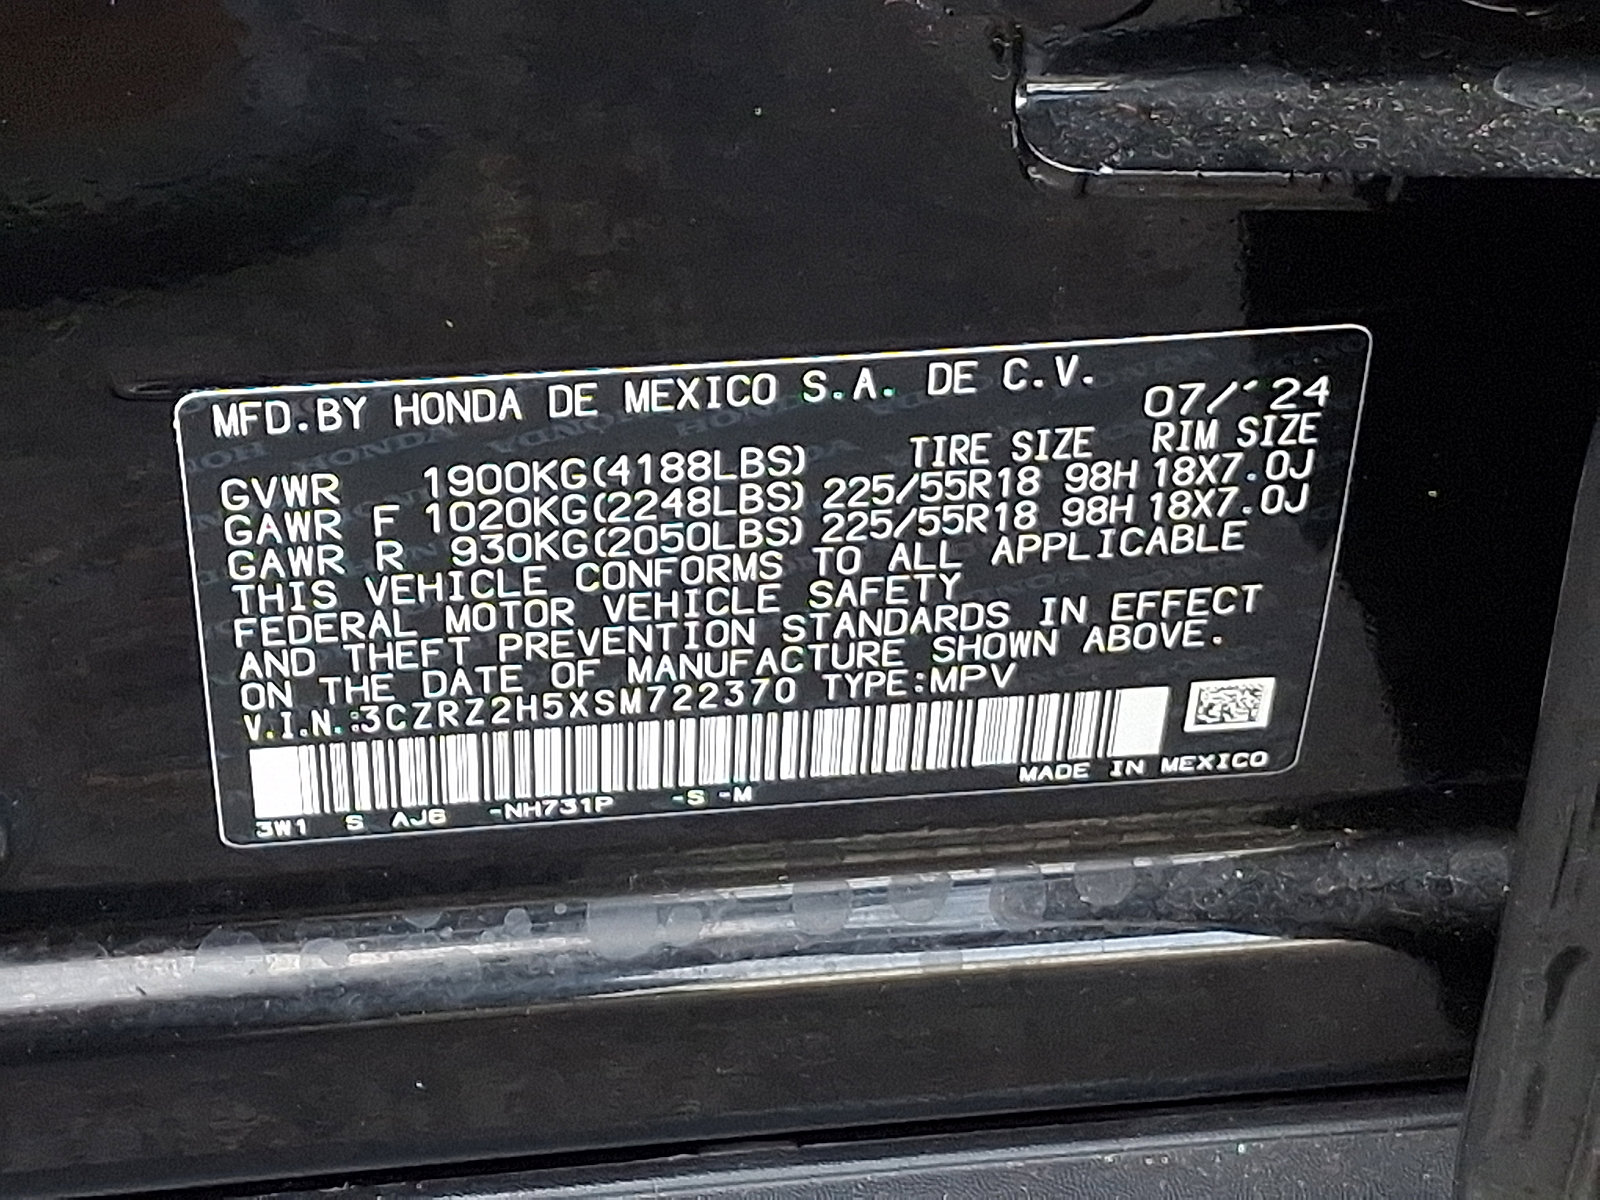 MFD.BY HONDA DE MEXICO S.A. DE C.V.
07/'24
TIRE SIZE RIM SIZE
GVWR 1900KG(4188LBS)
GAWR F 1020KG(2248LBS) 225/55R18 98H 18X7.0J
GAWR R 930KG(2050LBS) 225/55R18 98H 18X7.0J
THIS VEHICLE CONFORMS TO ALL APPLICABLE
FEDERAL MOTOR VEHICLE SAFETY
AND THEFT PREVENTION STANDARDS IN EFFECT
ON THE DATE OF MANUFACTURE SHOWN ABOVE.
V.I.N.:3CZRZ2H5XSM722370 TYPE:MPV
MADE IN MEXICO
3W1 S AJ6 -NH731P -S -M